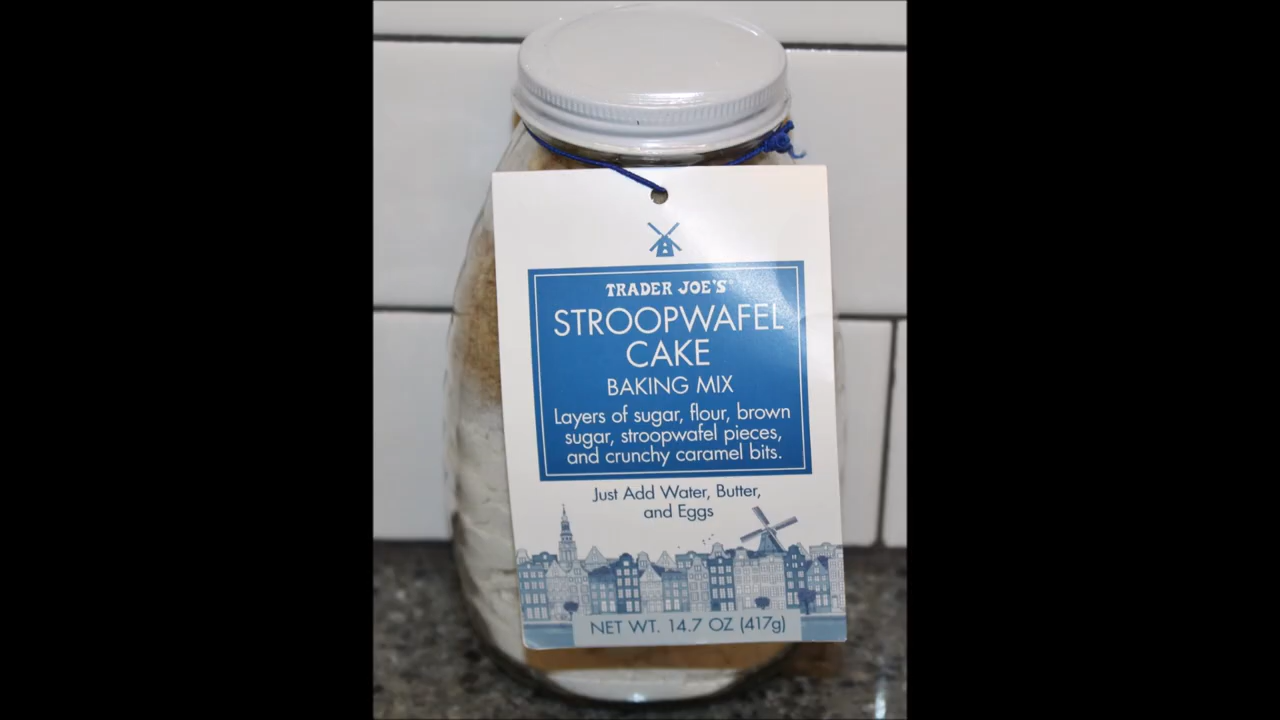 TRADER JOE'S®
STROOPWAFEL
CAKE
BAKING MIX
Layers of sugar, flour, brown
sugar, stroopwafel pieces,
and crunchy caramel bits.
Just Add Water, Butter,
and Eggs
NET WT. 14.7 OZ (417g)